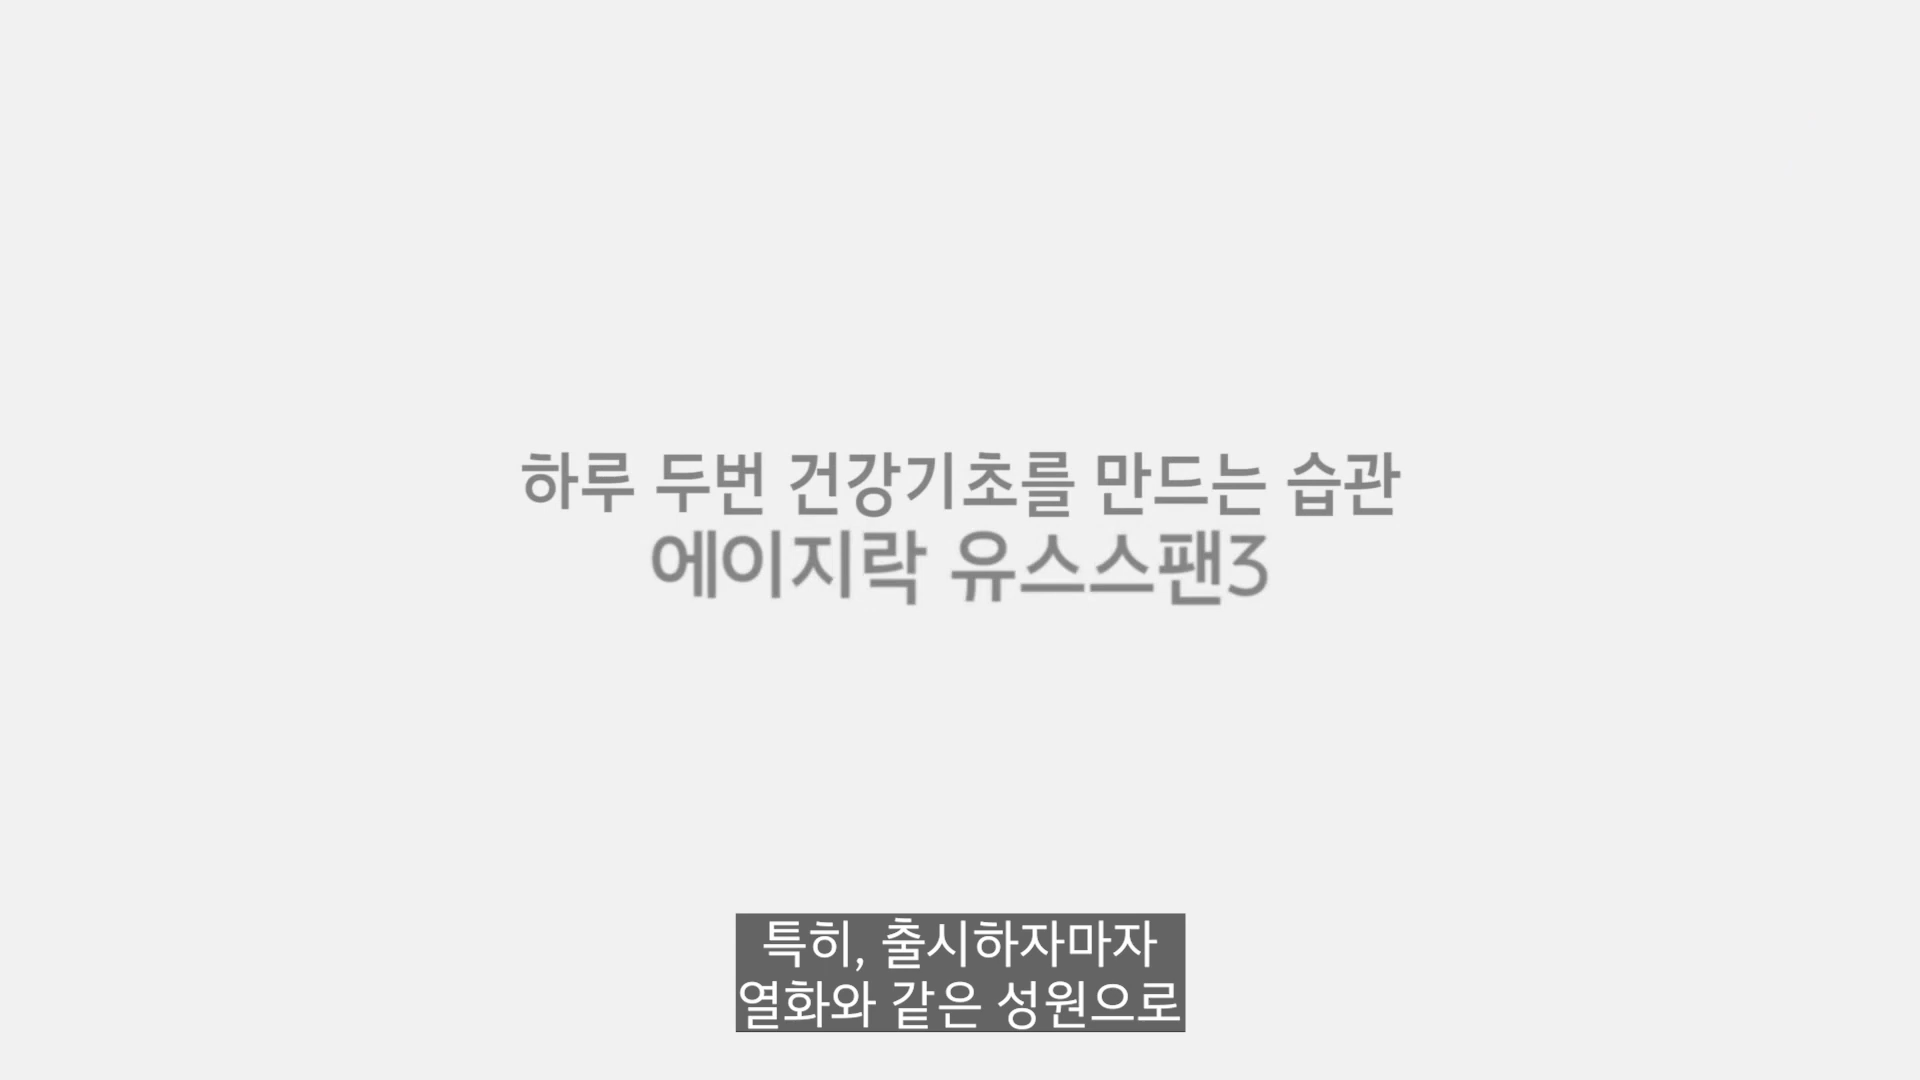 하루 두번 건강기초를 만드는 습관
에이지락 유스스팬3
특히, 출시하자마자
열화와 같은 성원으로